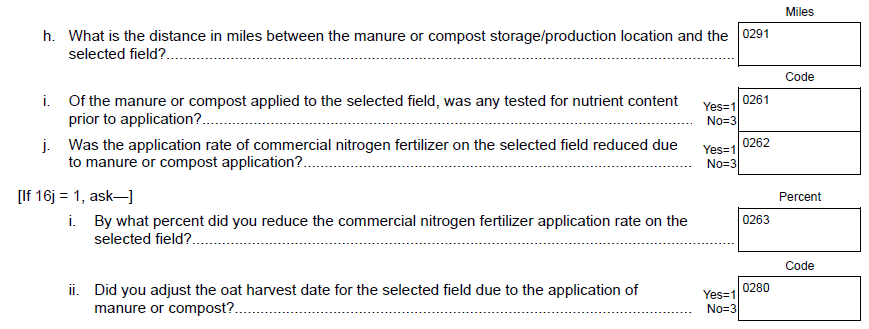 Miles
h. What is the distance in miles between the manure or compost storage/production location and the 0291
selected field?
Code
i. Of the manure or compost applied to the selected field, was any tested for nutrient content Yes=1 0261
prior to application? No=3
j. Was the application rate of commercial nitrogen fertilizer on the selected field reduced due Yes=1 0262
to manure or compost application? No=3
[If 16j = 1, ask—] Percent
i. By what percent did you reduce the commercial nitrogen fertilizer application rate on the 0263
selected field?
Code
ii. Did you adjust the oat harvest date for the selected field due to the application of Yes=1 0280
manure or compost? No=3